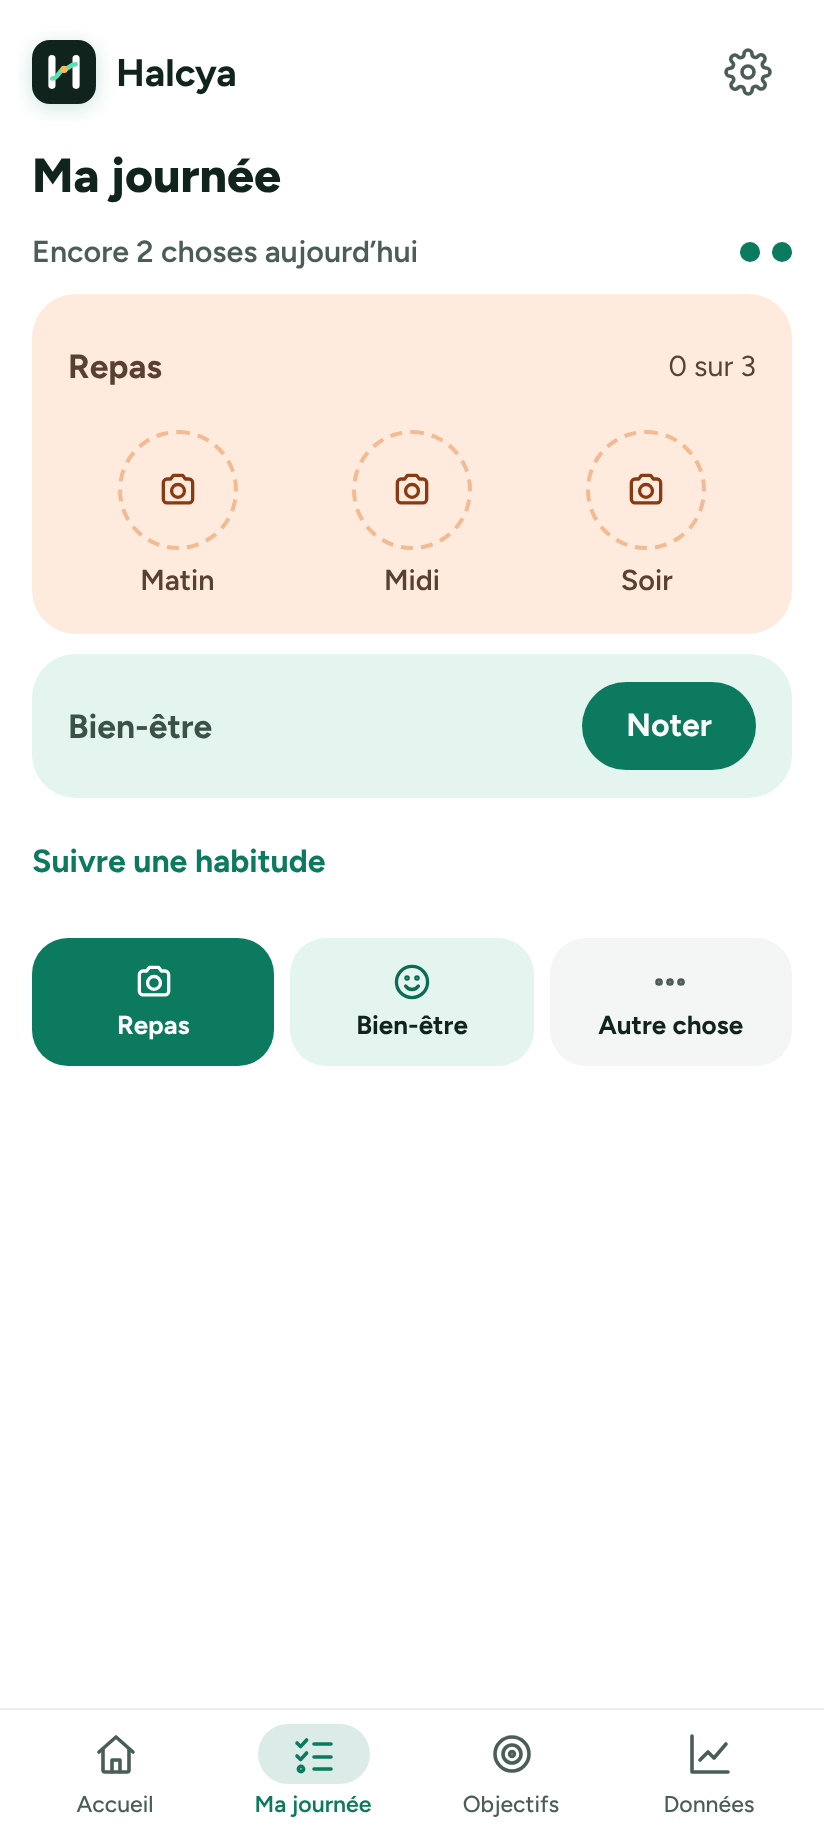 Halcya
Ma journée
Encore 2 choses aujourd’hui
Repas
0 sur 3
Matin
Midi
Soir
Bien-être
Noter
Suivre une habitude
Repas
Bien-être
Autre chose
Accueil
Ma journée
Objectifs
Données